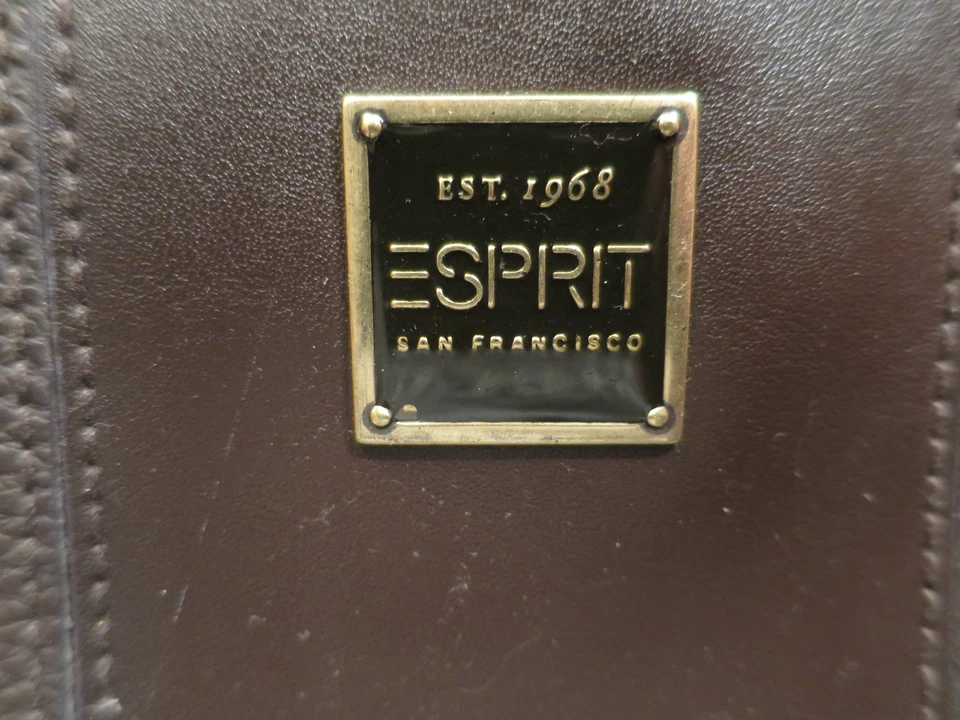 EST. 1968
ESPRIT
SAN FRANCISCO